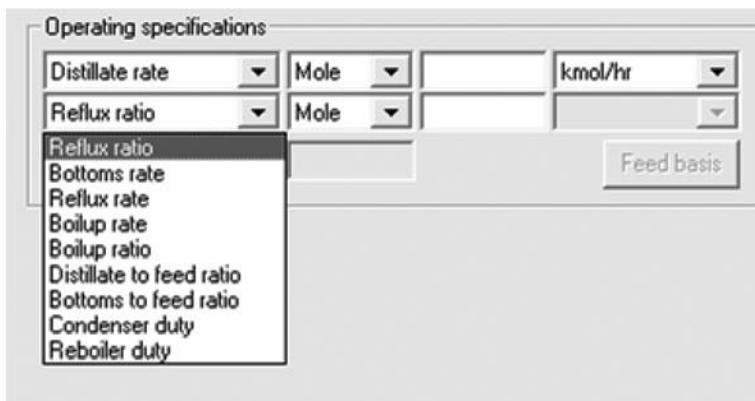 Operating specifications
Distillate rate Mole kmol/hr
Reflux ratio Mole
Reflux ratio
Bottoms rate
Feed basis
Reflux rate
Boilup rate
Boilup ratio
Distillate to feed ratio
Bottoms to feed ratio
Condenser duty
Reboiler duty